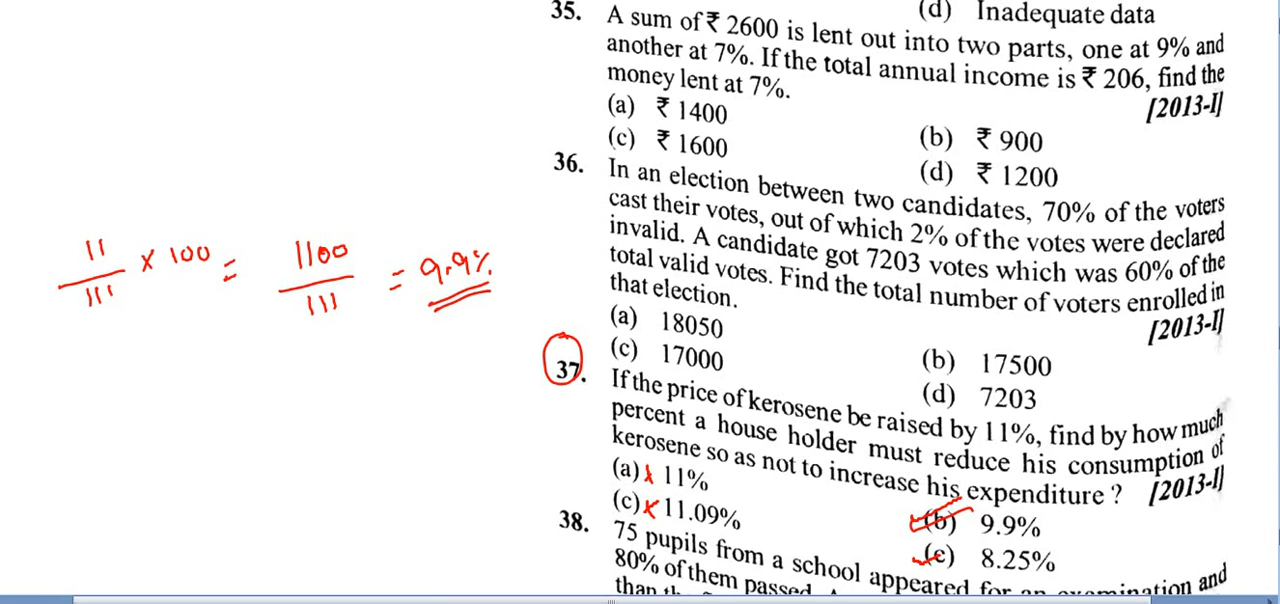 (d) Inadequate data
35. A sum of ₹ 2600 is lent out into two parts, one at 9% and
another at 7%. If the total annual income is ₹ 206, find the
money lent at 7%. [2013-I]
(a) ₹ 1400
(b) ₹ 900
(c) ₹ 1600
(d) ₹ 1200
36. In an election between two candidates, 70% of the voters
cast their votes, out of which 2% of the votes were declared
invalid. A candidate got 7203 votes which was 60% of the
total valid votes. Find the total number of voters enrolled in
that election. [2013-I]
(a) 18050
(b) 17500
(c) 17000
(d) 7203
37. If the price of kerosene be raised by 11%, find by how much
percent a house holder must reduce his consumption of
kerosene so as not to increase his expenditure ? [2013-I]
(a) 11%
(b) 9.9%
(c) 11.09%
(c) 8.25%
38. 75 pupils from a school appeared for an examination and
80% of them passed.
than
11/111 × 100 = 1100/111 = 9.9%